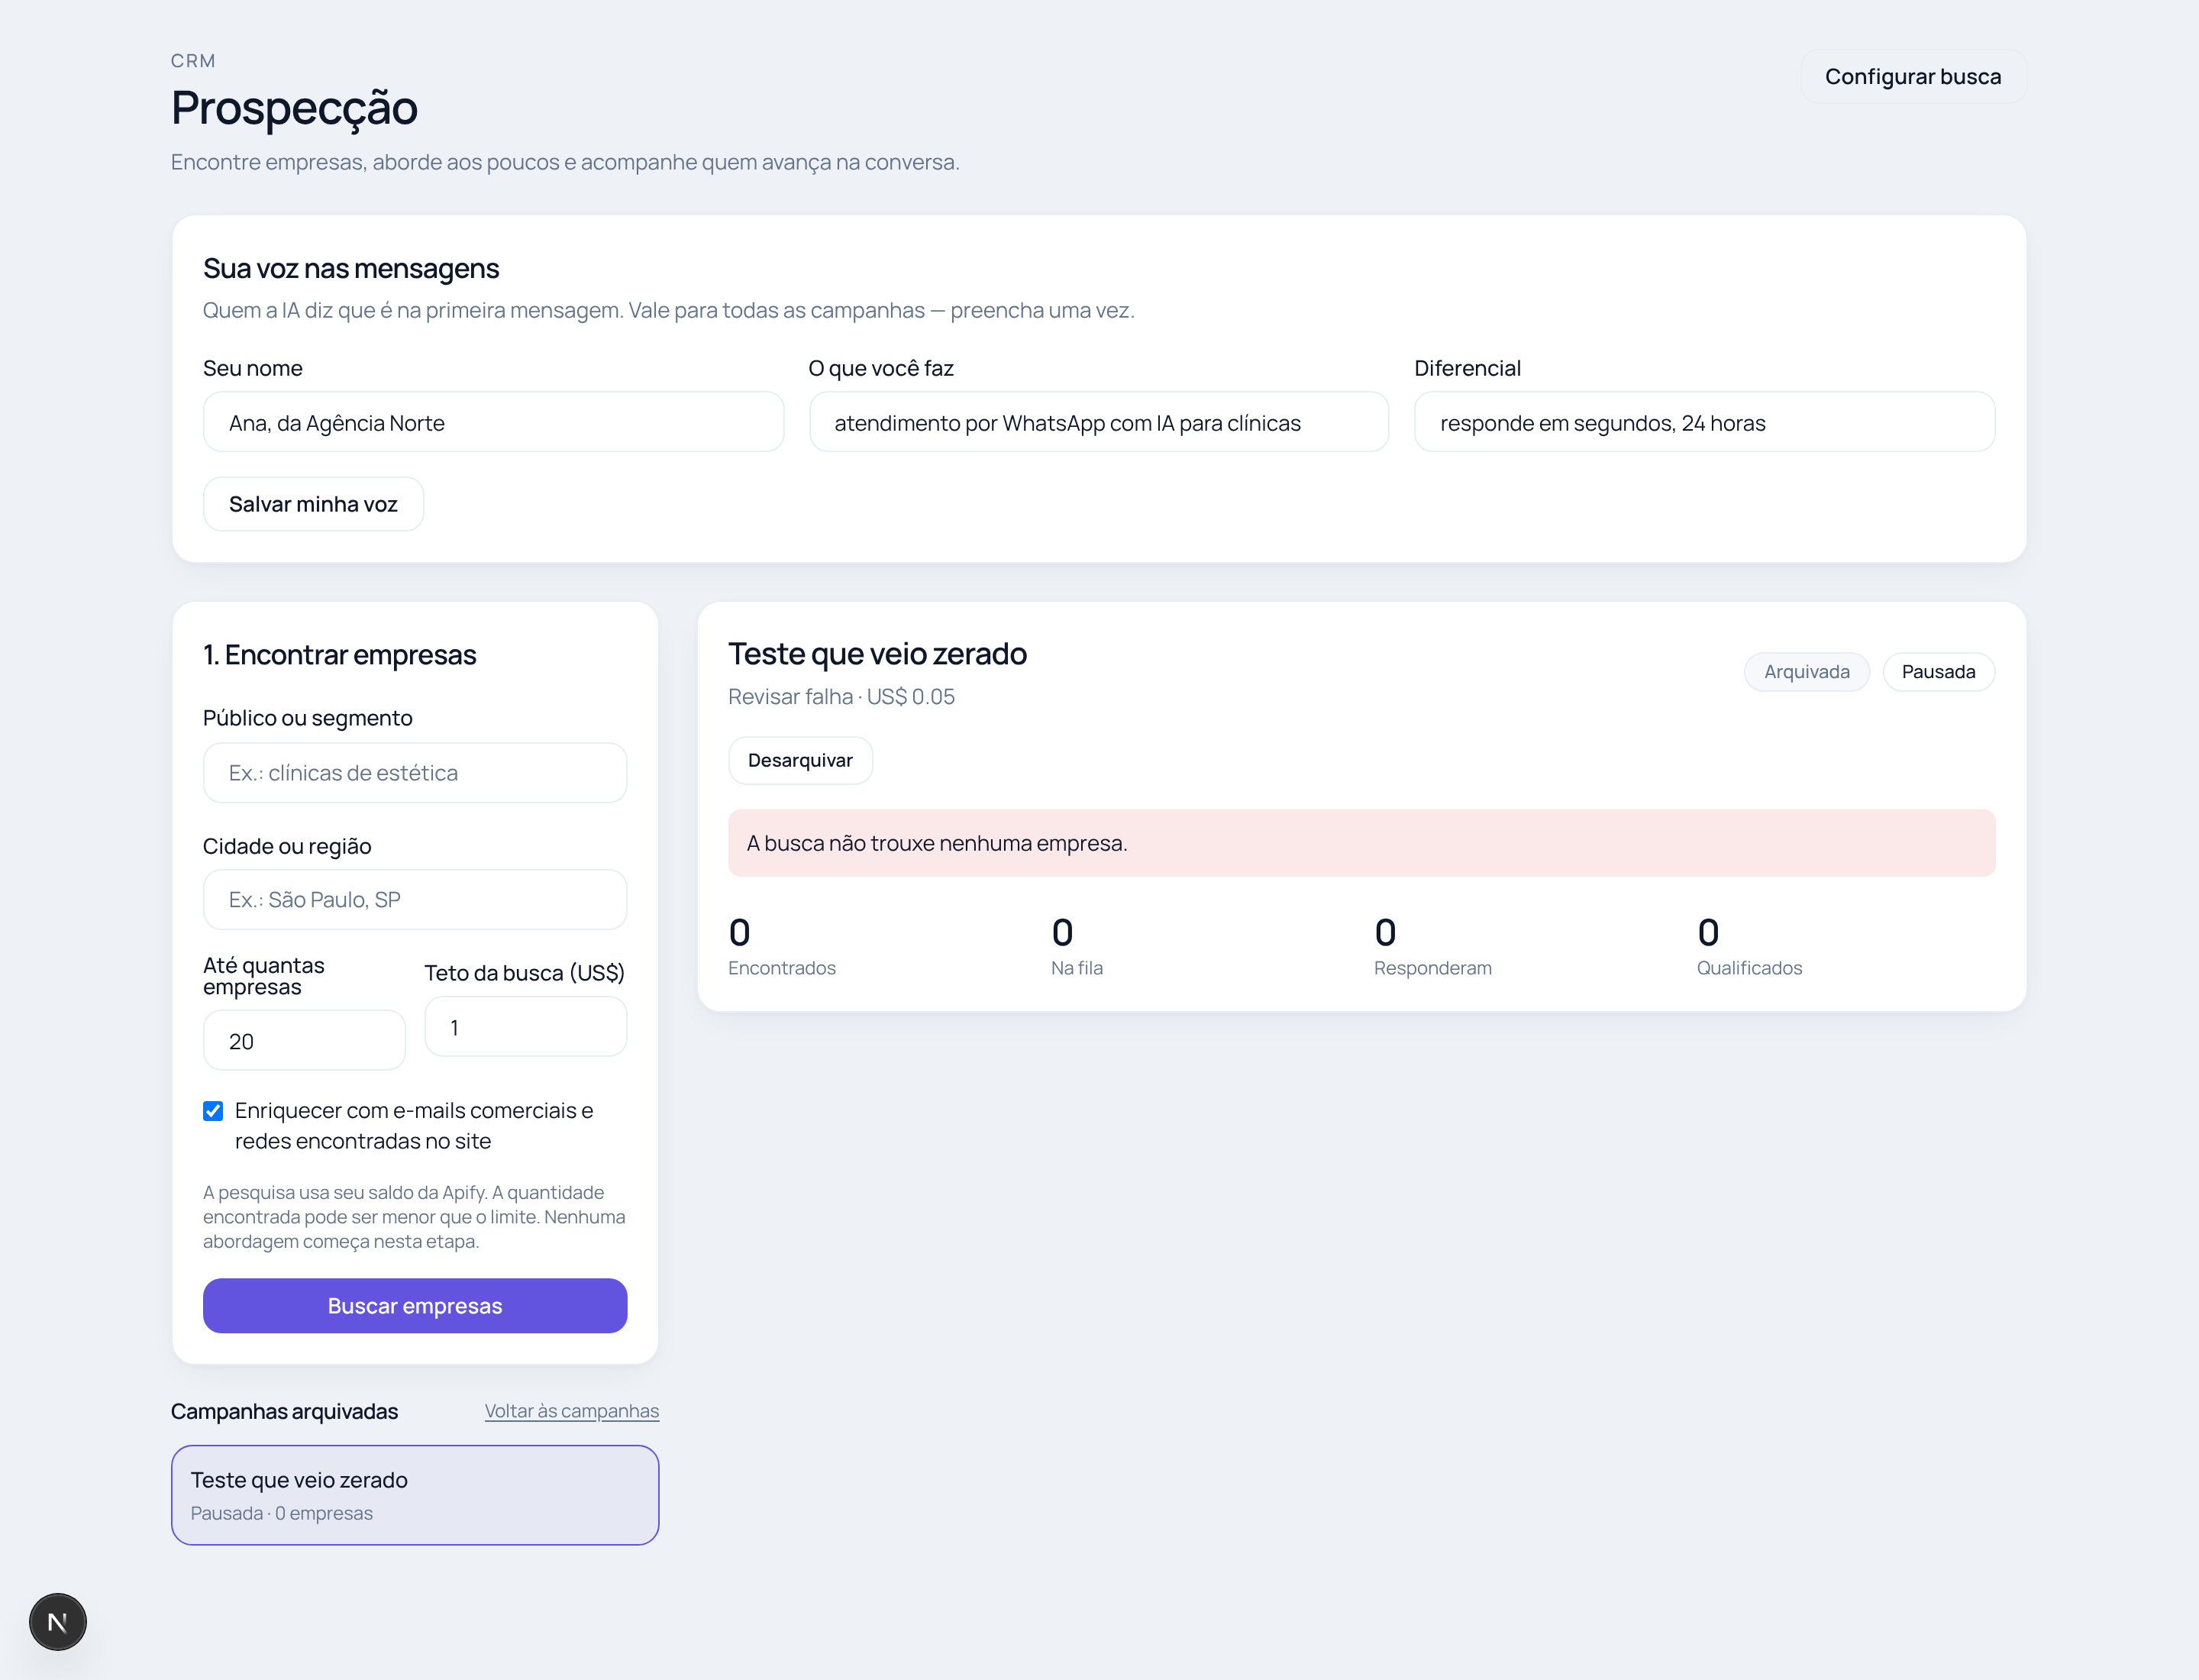 CRM
Prospecção
Encontre empresas, aborde aos poucos e acompanhe quem avança na conversa.
Configurar busca
Sua voz nas mensagens
Quem a IA diz que é na primeira mensagem. Vale para todas as campanhas — preencha uma vez.
Seu nome
O que você faz
Diferencial
Ana, da Agência Norte
atendimento por WhatsApp com IA para clínicas
responde em segundos, 24 horas
Salvar minha voz
1. Encontrar empresas
Público ou segmento
Ex.: clínicas de estética
Cidade ou região
Ex.: São Paulo, SP
Até quantas
empresas
Teto da busca (US$)
20
1
Enriquecer com e-mails comerciais e
redes encontradas no site
A pesquisa usa seu saldo da Apify. A quantidade
encontrada pode ser menor que o limite. Nenhuma
abordagem começa nesta etapa.
Buscar empresas
Campanhas arquivadas
Voltar às campanhas
Teste que veio zerado
Pausada · 0 empresas
Teste que veio zerado
Revisar falha · US$ 0.05
Arquivada
Pausada
Desarquivar
A busca não trouxe nenhuma empresa.
0
Encontrados
0
Na fila
0
Responderam
0
Qualificados
N